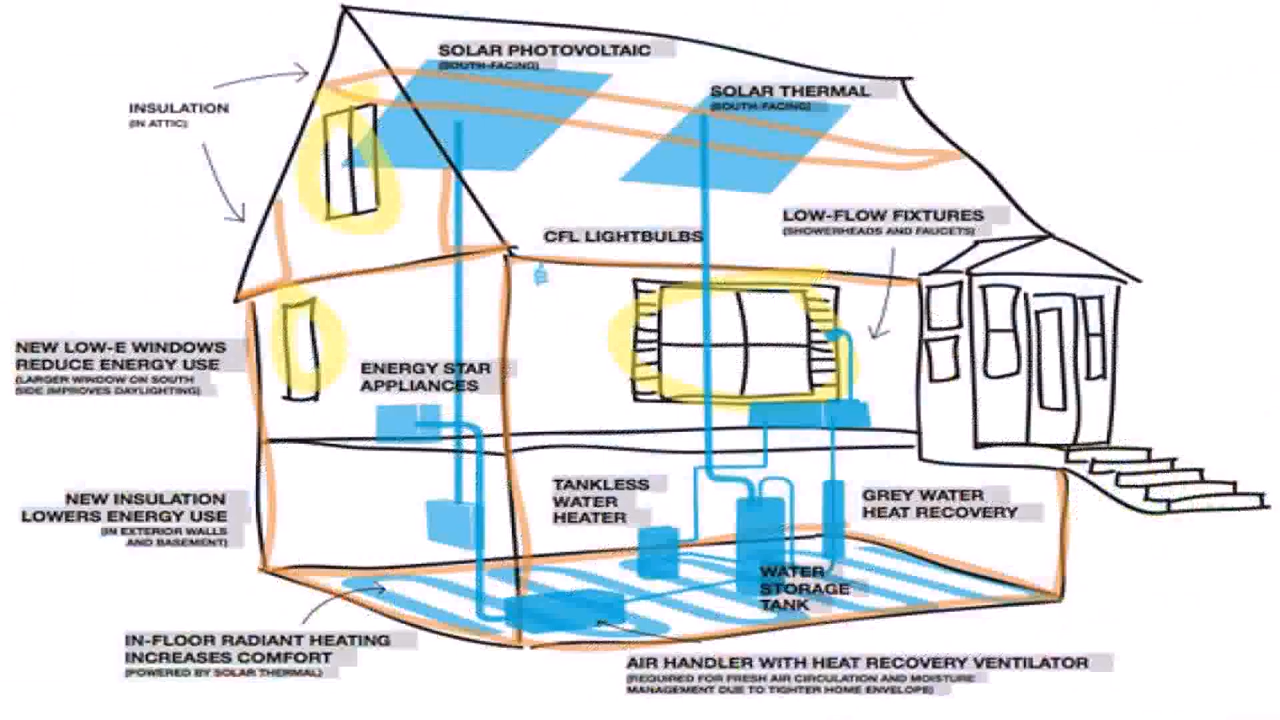 SOLAR PHOTOVOLTAIC
(SOUTH-FACING)
SOLAR THERMAL
(SOUTH-FACING)
INSULATION
(IN ATTIC)
LOW-FLOW FIXTURES
(SHOWERHEADS AND FAUCETS)
CFL LIGHTBULBS
NEW LOW-E WINDOWS
REDUCE ENERGY USE
(LARGER WINDOW ON SOUTH
SIDE IMPROVES DAYLIGHTING)
ENERGY STAR
APPLIANCES
NEW INSULATION
LOWERS ENERGY USE
(IN EXTERIOR WALLS
AND BASEMENT)
TANKLESS
WATER
HEATER
GREY WATER
HEAT RECOVERY
WATER
STORAGE
TANK
IN-FLOOR RADIANT HEATING
INCREASES COMFORT
(POWERED BY SOLAR THERMAL)
AIR HANDLER WITH HEAT RECOVERY VENTILATOR
(REQUIRED FOR FRESH AIR CIRCULATION AND MOISTURE
MANAGEMENT DUE TO TIGHTER HOME ENVELOPE)